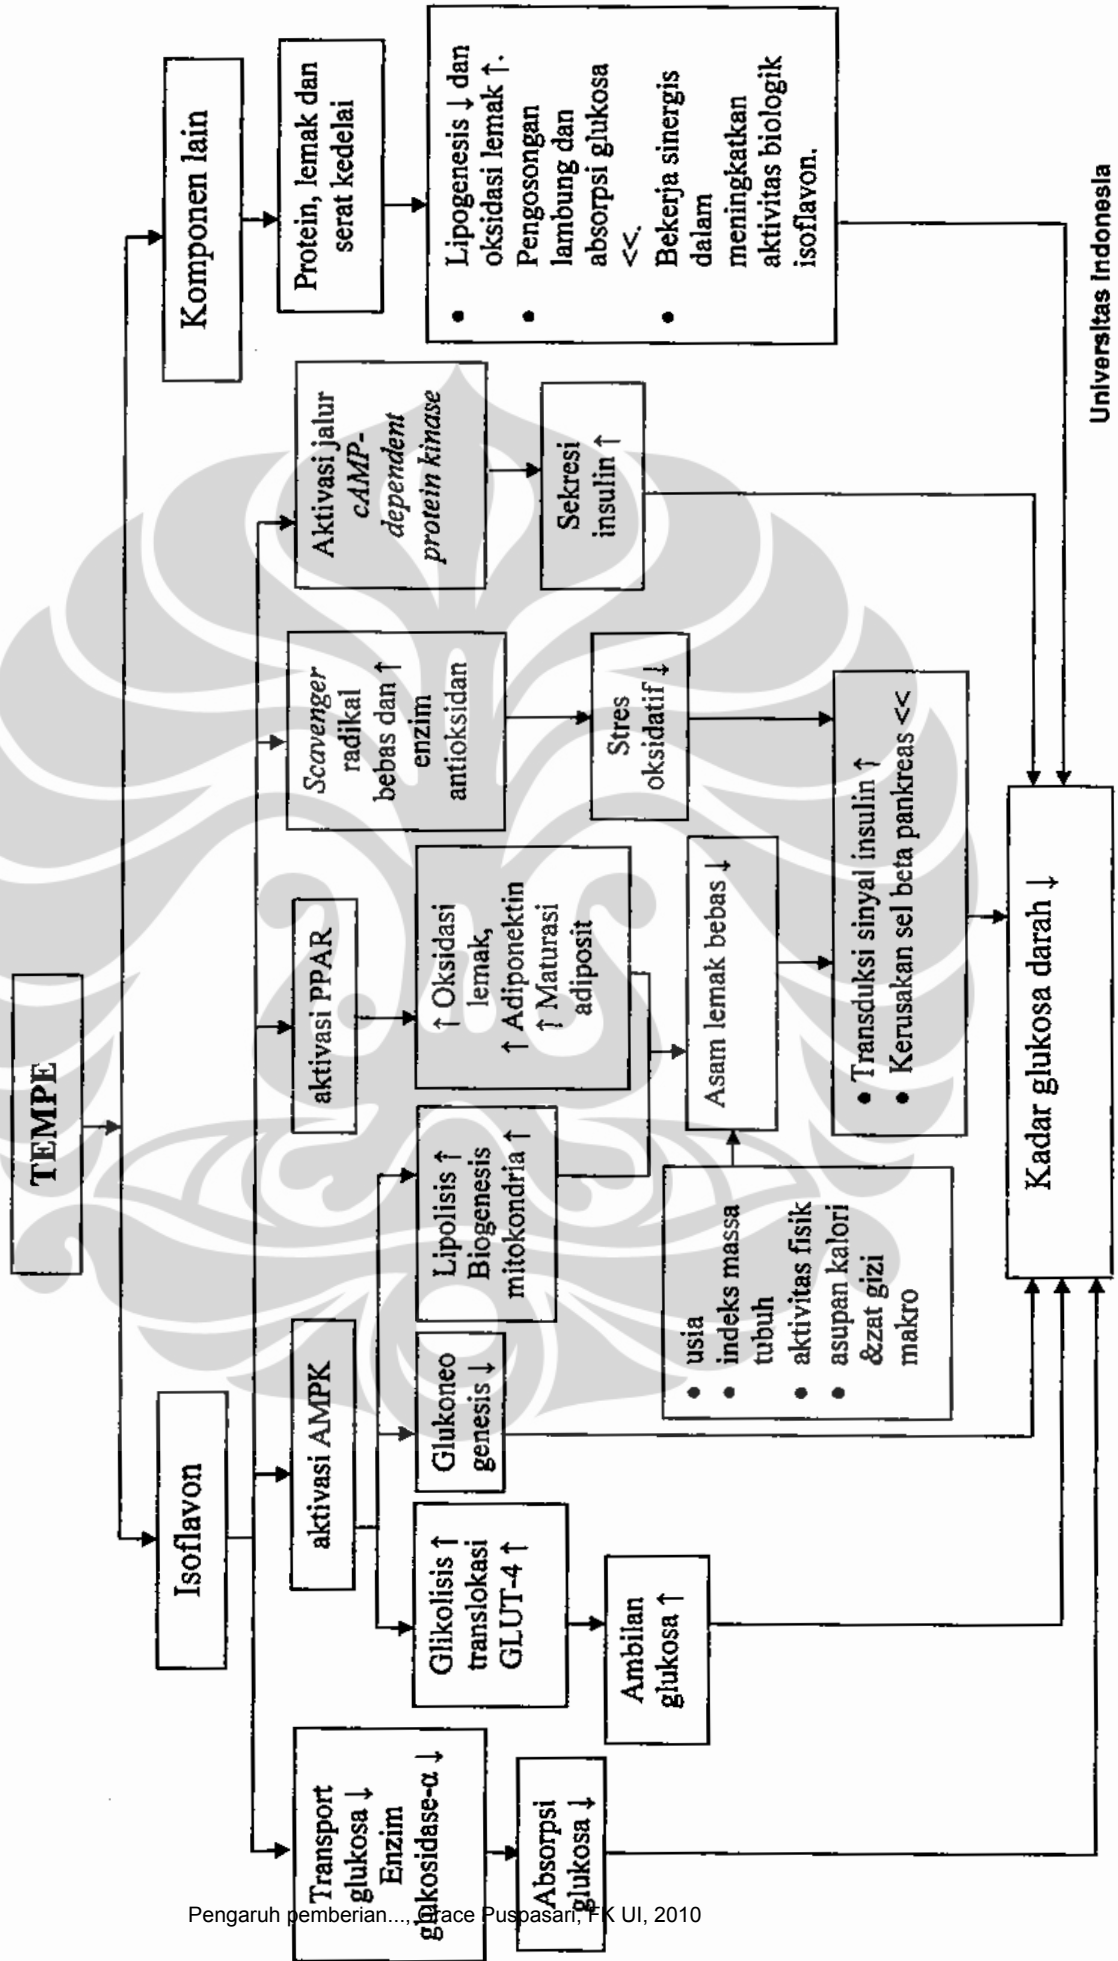 TEMPE
Isoflavon
Komponen lain
Transport
glukosa ↓
Enzim
glukosidase-α ↓
aktivasi AMPK
aktivasi PPAR
Scavenger
radikal
bebas dan ↑
enzim
antioksidan
Aktivasi jalur
cAMP-
dependent
protein kinase
Protein, lemak dan
serat kedelai
Absorpsi
glukosa ↓
Glikolisis ↑
translokasi
GLUT-4 ↑
Glukoneo
genesis ↓
Lipolisis ↑
Biogenesis
mitokondria ↑
↑ Oksidasi
lemak,
↑ Adiponektin
↑ Maturasi
adiposit
Stres
oksidatif ↓
Sekresi
insulin ↑
• Lipogenesis ↓ dan
oksidasi lemak ↑.
• Pengosongan
lambung dan
absorpsi glukosa
<<.
• Bekerja sinergis
dalam
meningkatkan
aktivitas biologik
isoflavon.
Ambilan
glukosa ↑
• usia
• indeks massa
tubuh
• aktivitas fisik
• asupan kalori
&zat gizi
makro
Asam lemak bebas ↓
• Transduksi sinyal insulin ↑
• Kerusakan sel beta pankreas <<
Kadar glukosa darah ↓
Universitas Indonesia
Pengaruh pemberian..., Grace Puspasari, FK UI, 2010